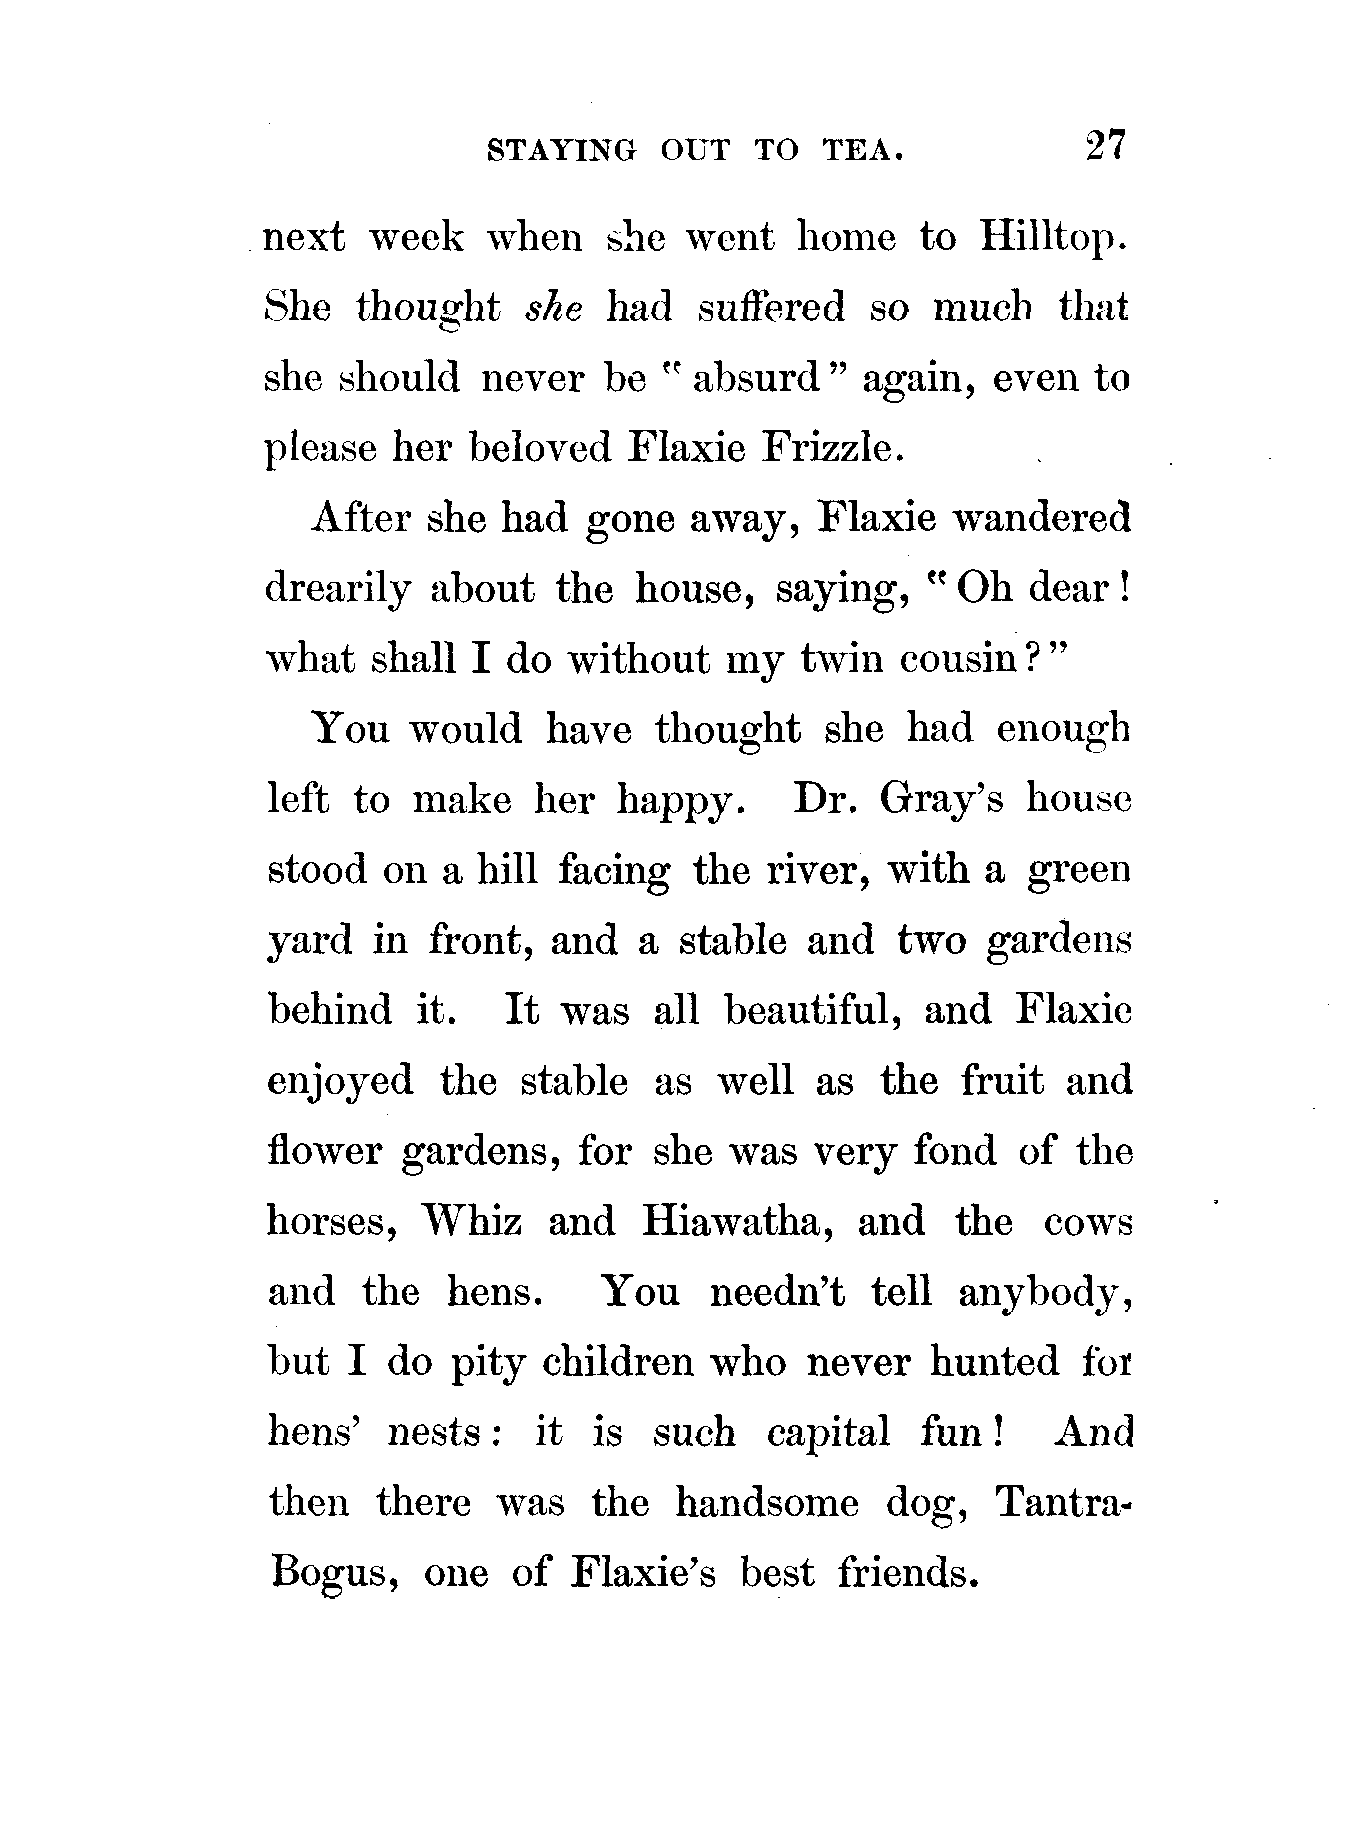 STAYING OUT TO TEA. 27
next week when she went home to Hilltop.
She thought she had suffered so much that
she should never be " absurd " again, even to
please her beloved Flaxie Frizzle.
After she had gone away, Flaxie wandered
drearily about the house, saying, " Oh dear !
what shall I do without my twin cousin ? "
You would have thought she had enough
left to make her happy. Dr. Gray's house
stood on a hill facing the river, with a green
yard in front, and a stable and two gardens
behind it. It was all beautiful, and Flaxie
enjoyed the stable as well as the fruit and
flower gardens, for she was very fond of the
horses, Whiz and Hiawatha, and the cows
and the hens. You needn't tell anybody,
but I do pity children who never hunted for
hens' nests : it is such capital fun ! And
then there was the handsome dog, Tantra-
Bogus, one of Flaxie's best friends.